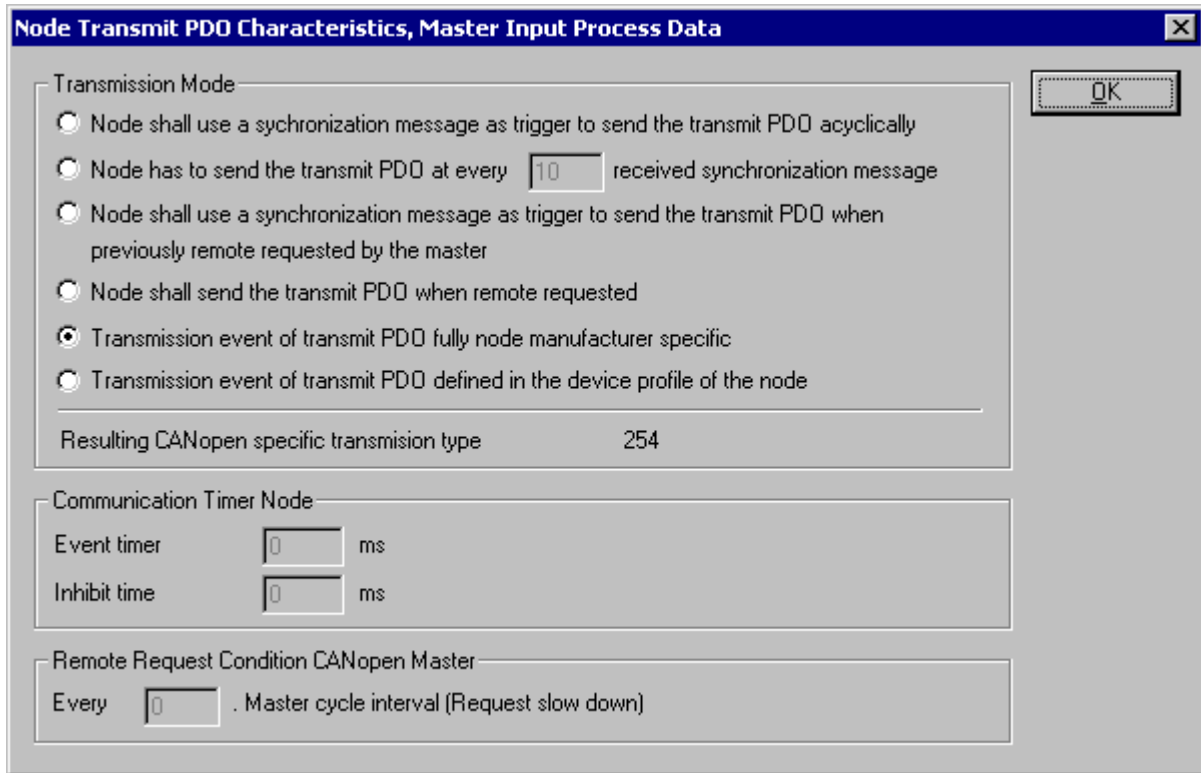 Node Transmit PDO Characteristics, Master Input Process Data
Transmission Mode
OK
Node shall use a sychronization message as trigger to send the transmit PDO acyclically
Node has to send the transmit PDO at every 10 received synchronization message
Node shall use a synchronization message as trigger to send the transmit PDO when
previously remote requested by the master
Node shall send the transmit PDO when remote requested
Transmission event of transmit PDO fully node manufacturer specific
Transmission event of transmit PDO defined in the device profile of the node
Resulting CANopen specific transmision type 254
Communication Timer Node
Event timer 0 ms
Inhibit time 0 ms
Remote Request Condition CANopen Master
Every 0 . Master cycle interval (Request slow down)